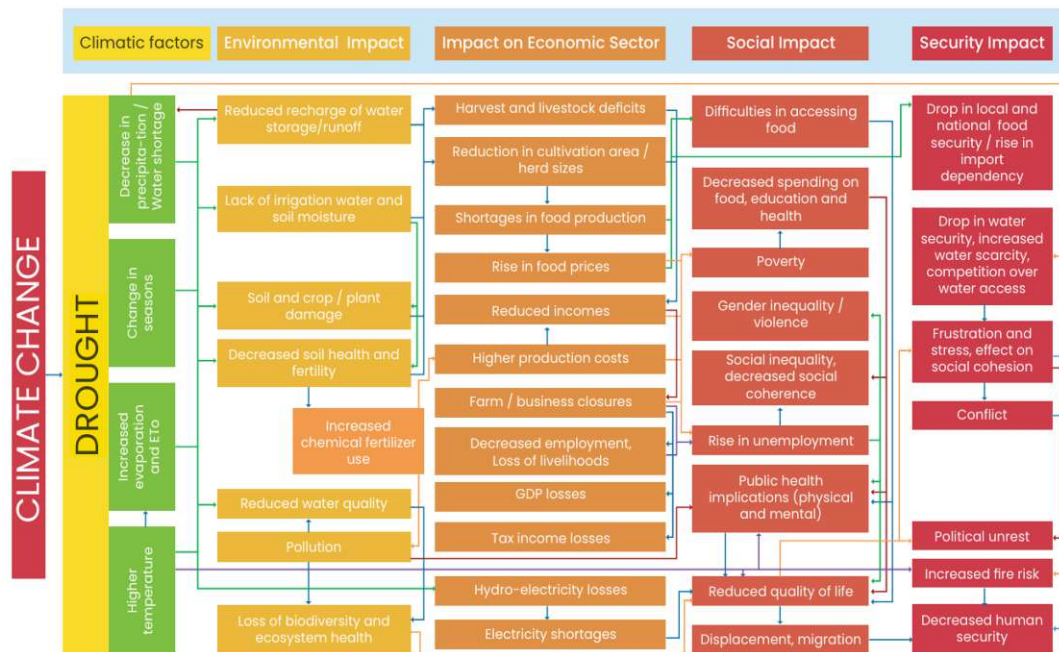 Climatic factors
Environmental Impact
Impact on Economic Sector
Social Impact
Security Impact
CLIMATE CHANGE
DROUGHT
Decrease in
precipita-tion /
Water shortage
Change in
seasons
Increased
evaporation
and ETo
Higher
temperature
Reduced recharge of water
storage/runoff
Lack of irrigation water and
soil moisture
Soil and crop / plant
damage
Decreased soil health and
fertility
Increased
chemical fertilizer
use
Reduced water quality
Pollution
Loss of biodiversity and
ecosystem health
Harvest and livestock deficits
Reduction in cultivation area /
herd sizes
Shortages in food production
Rise in food prices
Reduced incomes
Higher production costs
Farm / business closures
Decreased employment,
Loss of livelihoods
GDP losses
Tax income losses
Hydro-electricity losses
Electricity shortages
Difficulties in accessing
food
Decreased spending on
food, education and
health
Poverty
Gender inequality /
violence
Social inequality,
decreased social
coherence
Rise in unemployment
Public health
implications (physical
and mental)
Reduced quality of life
Displacement, migration
Drop in local and
national food
security / rise in
import
dependency
Drop in water
security, increased
water scarcity,
competition over
water access
Frustration and
stress, effect on
social cohesion
Conflict
Political unrest
Increased fire risk
Decreased human
security